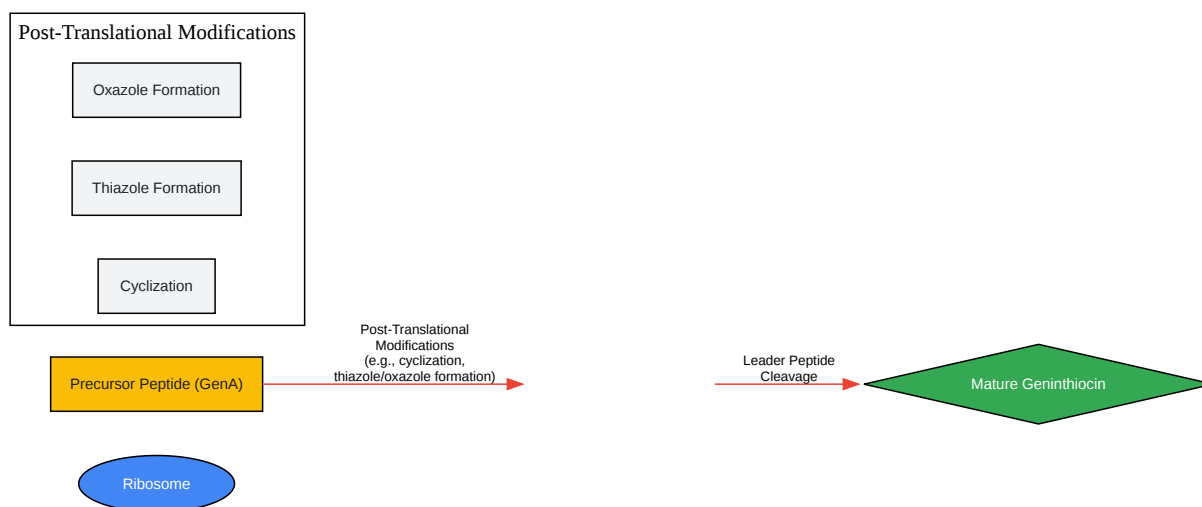 Post-Translational Modifications
Oxazole Formation
Thiazole Formation
Cyclization
Post-Translational
Modifications
(e.g., cyclization,
thiazole/oxazole formation)
Precursor Peptide (GenA)
Leader Peptide
Cleavage
Mature Geninthiocin
Ribosome